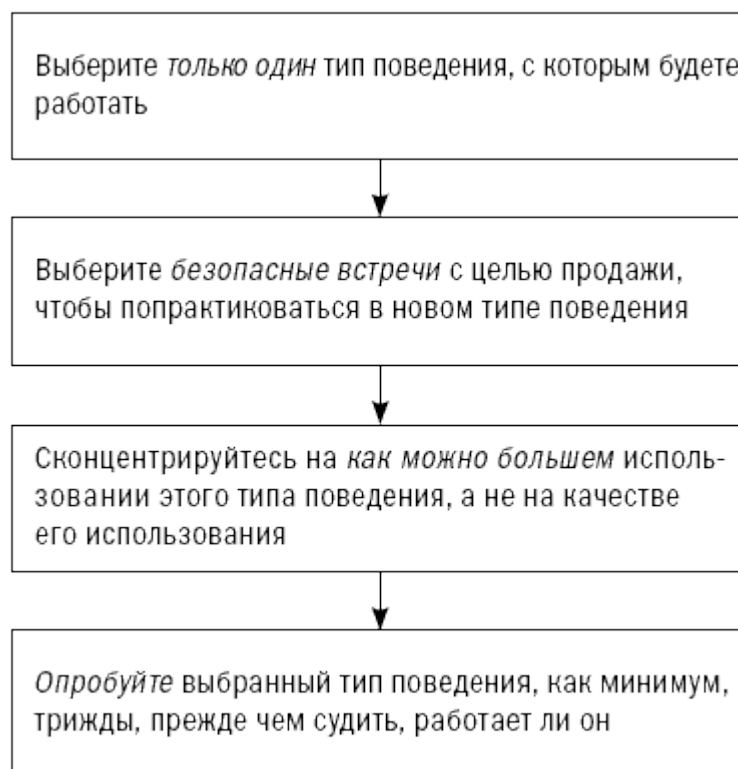 Выберите только один тип поведения, с которым будете
работать
Выберите безопасные встречи с целью продажи,
чтобы попрактиковаться в новом типе поведения
Сконцентрируйтесь на как можно большем исполь-
зовании этого типа поведения, а не на качестве
его использования
Опробуйте выбранный тип поведения, как минимум,
трижды, прежде чем судить, работает ли он